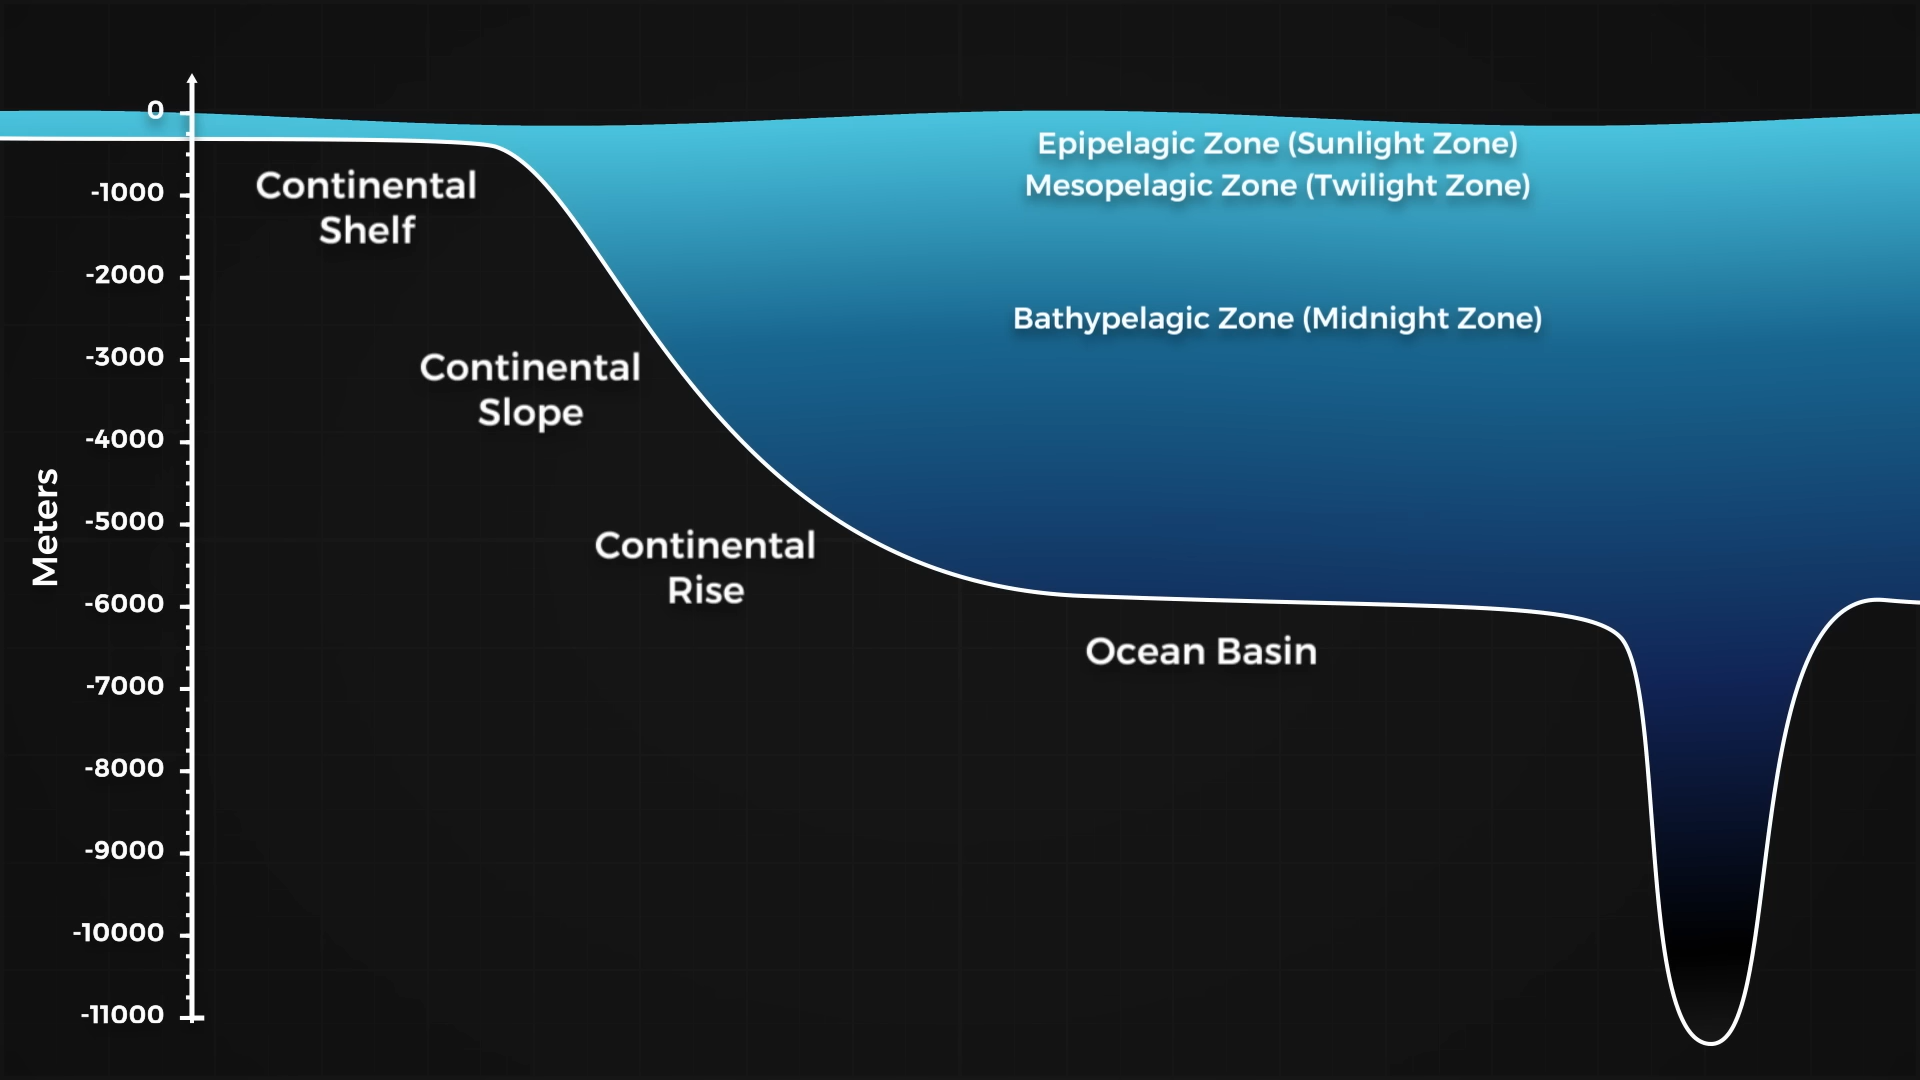 0
-1000
-2000
-3000
-4000
-5000
-6000
-7000
-8000
-9000
-10000
-11000
Meters
Continental
Shelf
Continental
Slope
Continental
Rise
Ocean Basin
Epipelagic Zone (Sunlight Zone)
Mesopelagic Zone (Twilight Zone)
Bathypelagic Zone (Midnight Zone)